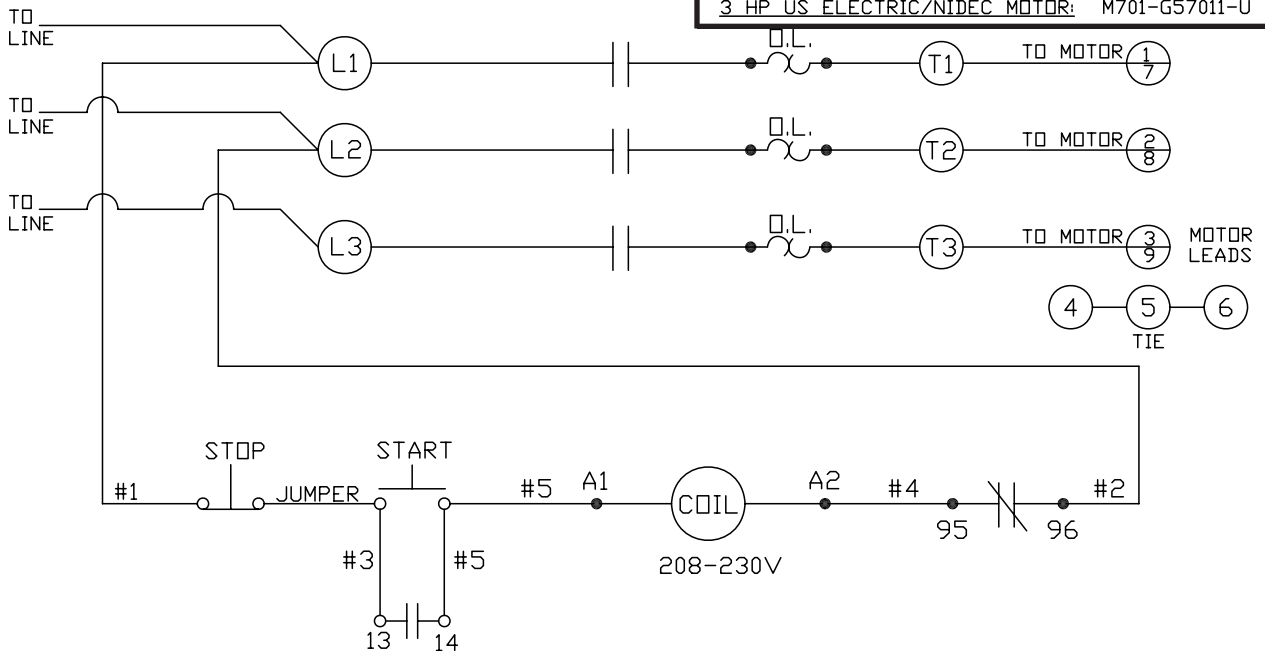 3 HP US ELECTRIC/NIDEC MOTOR: M701-G57011-U
TO
LINE
L1
O.L.
T1
TO MOTOR
1
7
TO
LINE
L2
O.L.
T2
TO MOTOR
2
8
TO
LINE
L3
O.L.
T3
TO MOTOR
3
9
MOTOR
LEADS
4
5
6
TIE
STOP
START
#1
JUMPER
#5
A1
COIL
A2
#4
#2
95
96
208-230V
#3
#5
13
14